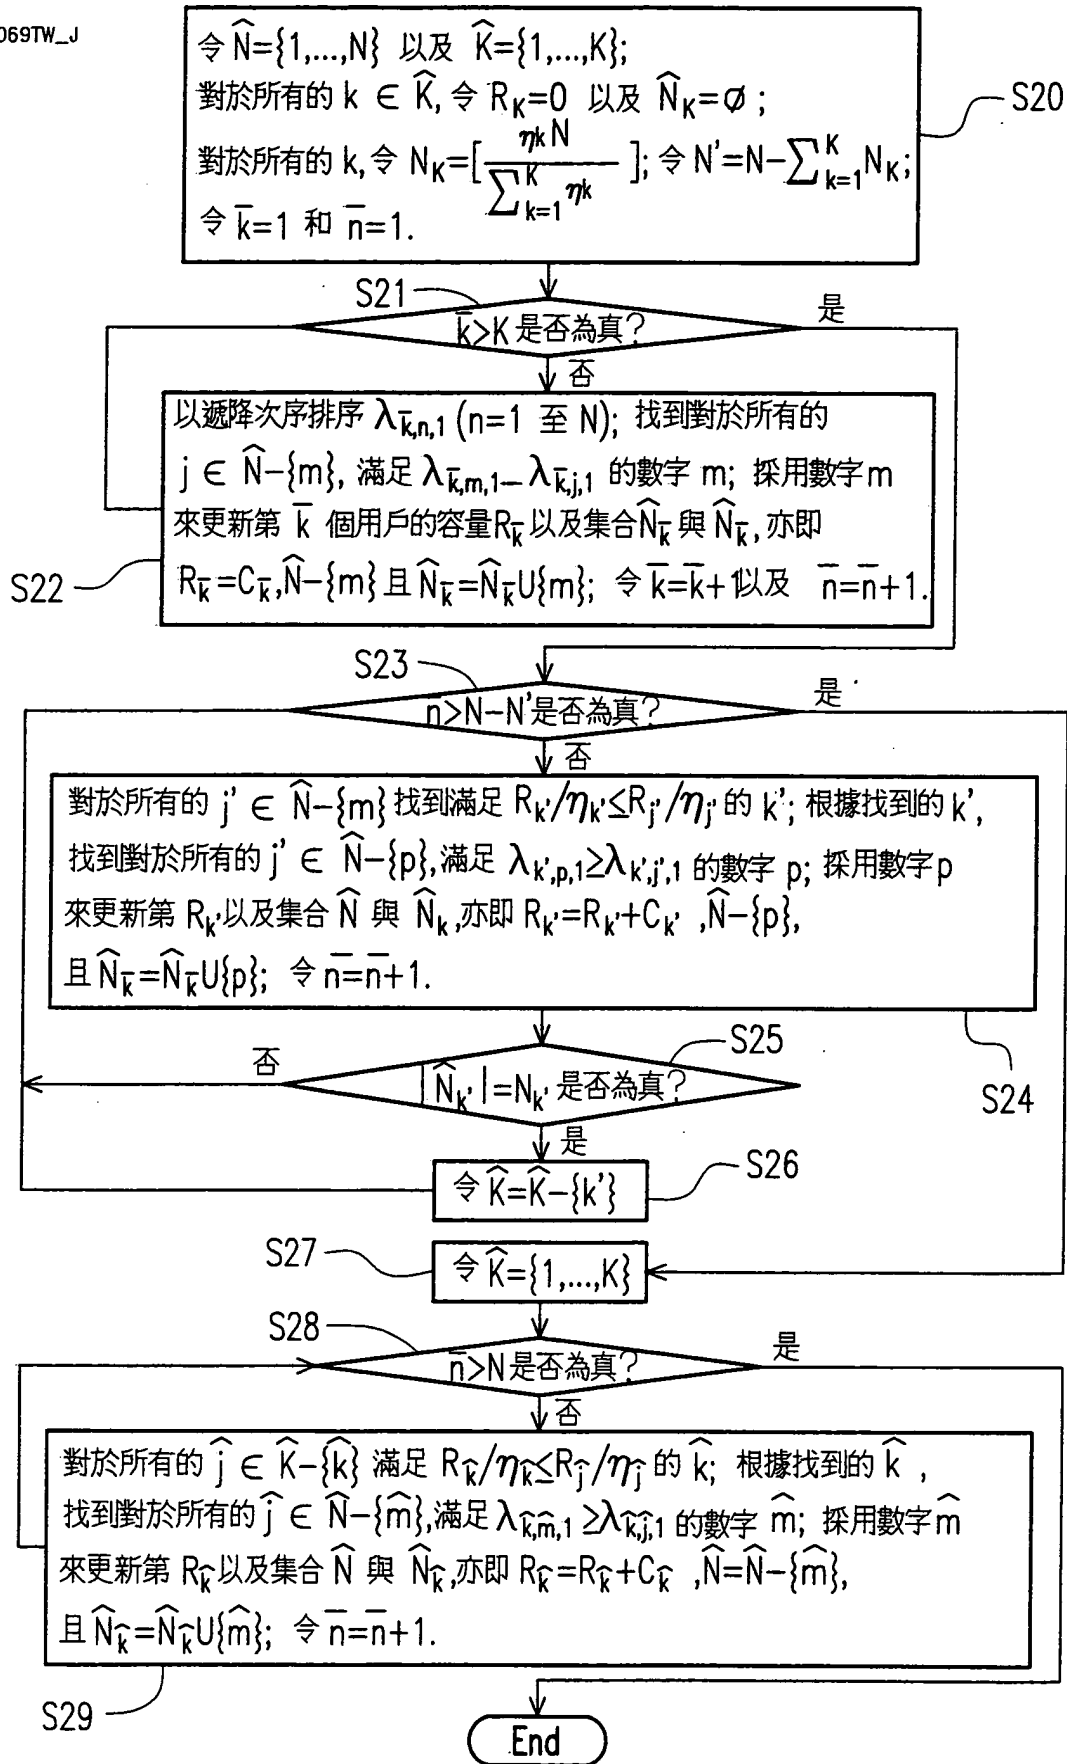 069TW_J
令 N̂={1,...,N} 以及 K̂={1,...,K};
對於所有的 k ∈ K̂, 令 R_K=0 以及 N̂_K=ø ;
對於所有的 k, 令 N_K=[ η_k N / ∑_{k=1}^{K} η_k ]; 令 N'=N-∑_{k=1}^{K} N_K;
令 k̄=1 和 n̄=1.
S20
S21
k̄>K 是否為真?
是
否
以遞降次序排序 λ_{k̄,n,1} (n=1 至 N); 找到對於所有的
j ∈ N̂-{m}, 滿足 λ_{k̄,m,1}_ λ_{k̄,j,1} 的數字 m; 採用數字 m
來更新第 k̄ 個用戶的容量 R_k̄ 以及集合 N̂_k̄ 與 N̂_k̄, 亦即
R_k̄=C_k̄, N̂-{m} 且 N̂_k̄=N̂_k̄U{m}; 令 k̄=k̄+1以及 n̄=n̄+1.
S22
S23
n̄>N-N'是否為真?
是
否
對於所有的 j' ∈ N̂-{m} 找到滿足 R_k'/η_k'≤R_j'/η_j' 的 k'; 根據找到的 k',
找到對於所有的 j' ∈ N̂-{p}, 滿足 λ_{k',p,1}≥λ_{k',j',1} 的數字 p; 採用數字 p
來更新第 R_k'以及集合 N̂ 與 N̂_k, 亦即 R_k'=R_k'+C_k' , N̂-{p},
且 N̂_k̄=N̂_k̄U{p}; 令 n̄=n̄+1.
S24
S25
|N̂_k'|=N_k' 是否為真?
否
是
令 K̂=K̂-{k'}
S26
S27
令 K̂={1,...,K}
S28
n̄>N是否為真?
是
否
對於所有的 ĵ ∈ K̂-{k̂} 滿足 R_k̂/η_k̂≤R_ĵ/η_ĵ 的 k̂; 根據找到的 k̂ ,
找到對於所有的 ĵ ∈ N̂-{m̂}, 滿足 λ_{k̂,m̂,1} ≥λ_{k̂,ĵ,1} 的數字 m̂; 採用數字 m̂
來更新第 R_k̂ 以及集合 N̂ 與 N̂_k̂, 亦即 R_k̂=R_k̂+C_k̂ , N̂=N̂-{m̂},
且 N̂_k̂=N̂_k̂U{m̂}; 令 n̄=n̄+1.
S29
End